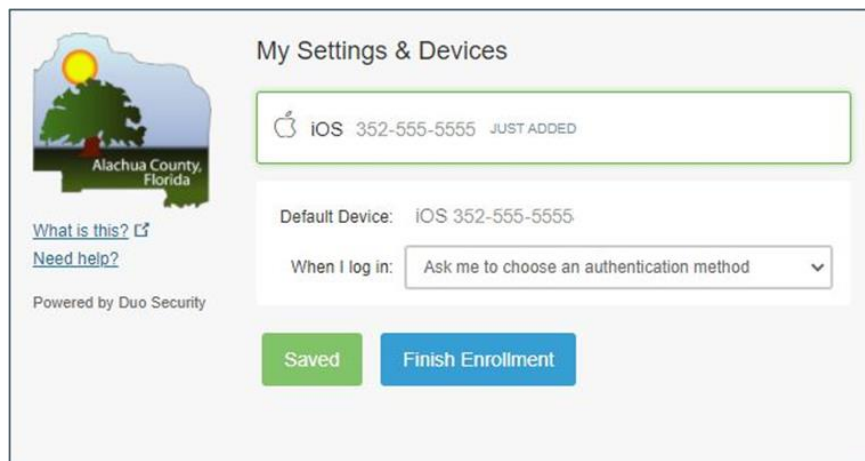 My Settings & Devices
iOS 352-555-5555 JUST ADDED
Alachua County,
Florida
What is this?
Need help?
Powered by Duo Security
Default Device: iOS 352-555-5555
When I log in: Ask me to choose an authentication method
Saved Finish Enrollment